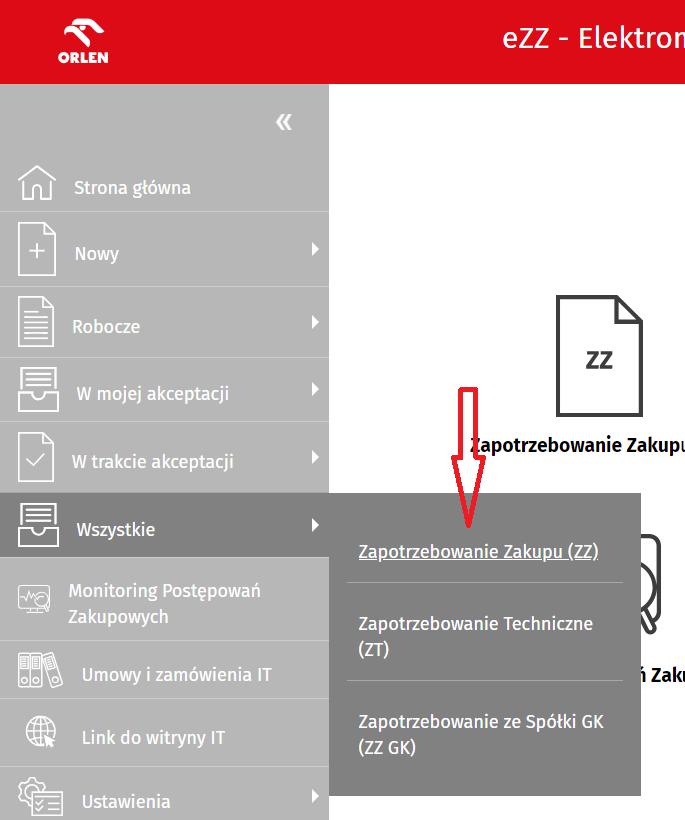 ORLEN
eZZ - Elektron
«
Strona główna
Nowy
Robocze
W mojej akceptacji
W trakcie akceptacji
Wszystkie
Monitoring Postępowań
Zakupowych
Umowy i zamówienia IT
Link do witryny IT
Ustawienia
ZZ
Zapotrzebowanie Zakupu
Zapotrzebowanie Zakupu (ZZ)
Zapotrzebowanie Techniczne
(ZT)
Zapotrzebowanie ze Spółki GK
(ZZ GK)